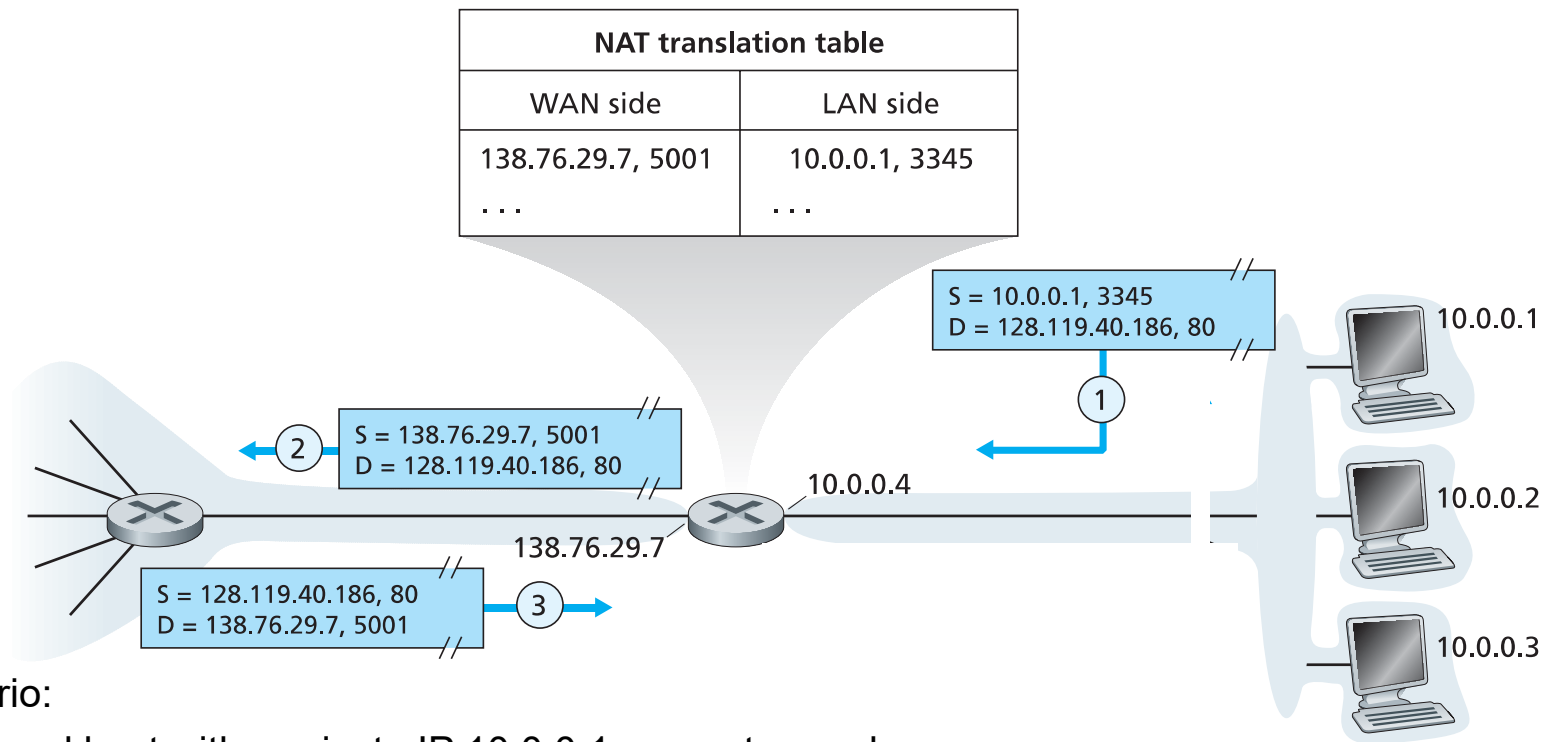 NAT translation table
WAN side LAN side
138.76.29.7, 5001 10.0.0.1, 3345
. . . . . .
S = 10.0.0.1, 3345
D = 128.119.40.186, 80
10.0.0.1
1
2
S = 138.76.29.7, 5001
D = 128.119.40.186, 80
10.0.0.4
10.0.0.2
138.76.29.7
S = 128.119.40.186, 80
D = 138.76.29.7, 5001
3
10.0.0.3
rio: